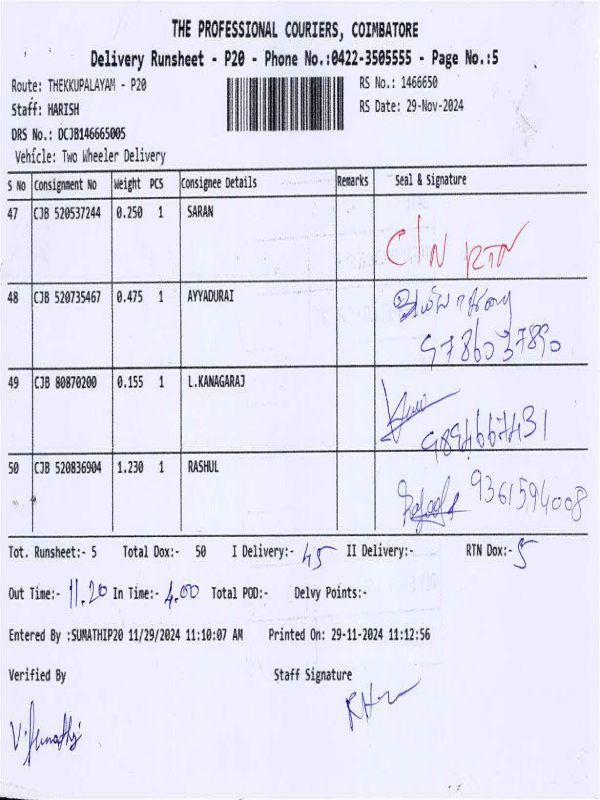 THE PROFESSIONAL COURIERS, COIMBATORE
Delivery Runsheet - P20 - Phone No.:0422-3505555 - Page No.:5
Route: THEKKUPALAYAM - P20 RS No.: 1466650
Staff: HARISH RS Date: 29-Nov-2024
DRS No.: DCJB146665005
Vehicle: Two Wheeler Delivery
S No Consignment No Weight PCS Consignee Details Remarks Seal & Signature
47 CJB 520537244 0.250 1 SARAN C/N RTN
48 CJB 520735467 0.475 1 AYYADURAI
9786037890
49 CJB 80870200 0.155 1 L.KANAGARAJ
50 CJB 520836904 1.230 1 RASHUL 9361594008
Tot. Runsheet:- 5 Total Dox:- 50 I Delivery:- 45 II Delivery:- RTN Dox:- 5
Out Time:- 11.20 In Time:- 4.00 Total POD:- Delvy Points:-
Entered By :SUMATHIP20 11/29/2024 11:10:07 AM Printed On: 29-11-2024 11:12:56
Verified By Staff Signature